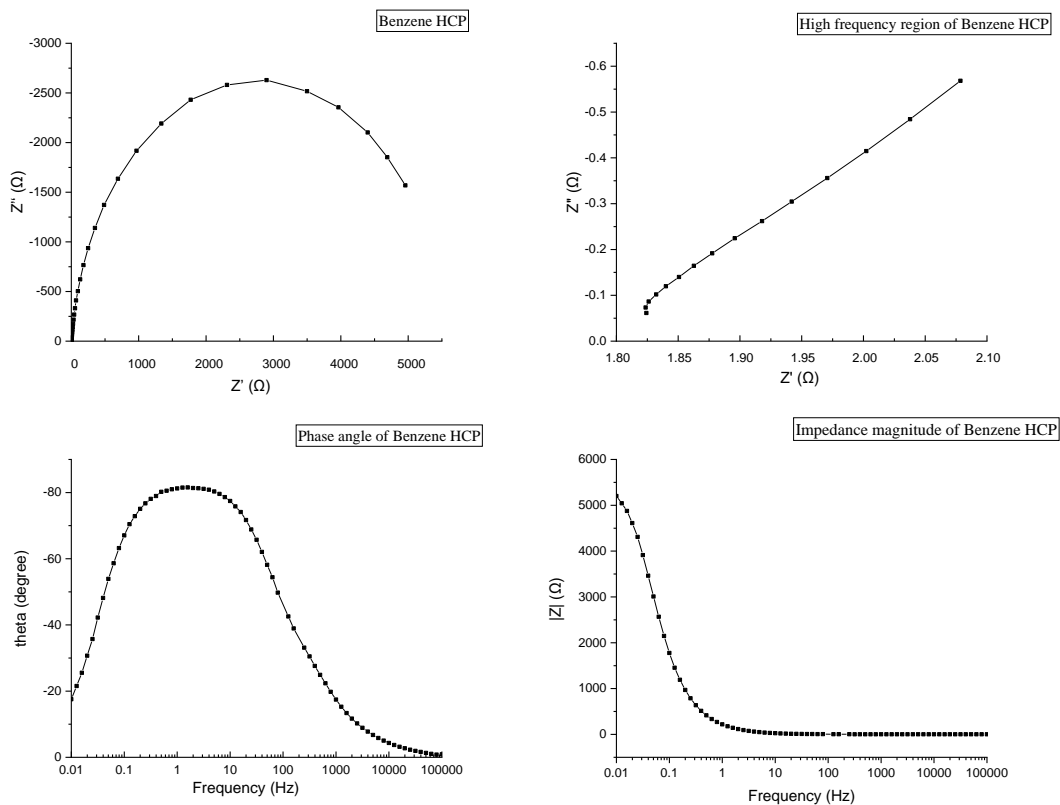 Benzene HCP
-3000
-2500
-2000
-1500
-1000
-500
0
Z'' (Ω)
0 1000 2000 3000 4000 5000
Z' (Ω)
High frequency region of Benzene HCP
-0.6
-0.5
-0.4
-0.3
-0.2
-0.1
0.0
Z'' (Ω)
1.80 1.85 1.90 1.95 2.00 2.05 2.10
Z' (Ω)
Phase angle of Benzene HCP
-80
-60
-40
-20
0
theta (degree)
0.01 0.1 1 10 100 1000 10000 100000
Frequency (Hz)
Impedance magnitude of Benzene HCP
6000
5000
4000
3000
2000
1000
0
|Z| (Ω)
0.01 0.1 1 10 100 1000 10000 100000
Frequency (Hz)